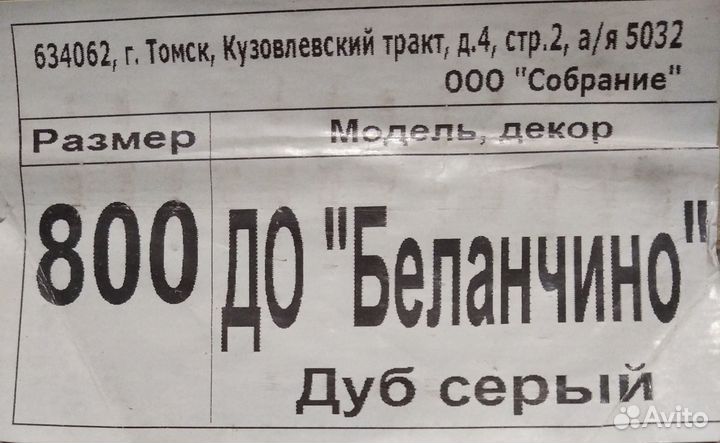 634062, г. Томск, Кузовлевский тракт, д.4, стр.2, а/я 5032
ООО "Собрание"
Размер Модель, декор
800 ДО "Беланчино"
Дуб серый
Avito